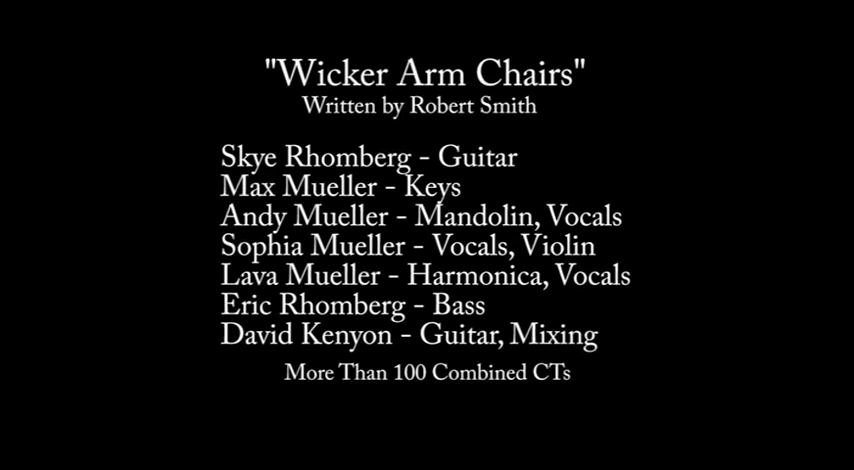 "Wicker Arm Chairs"
Written by Robert Smith
Skye Rhomberg - Guitar
Max Mueller - Keys
Andy Mueller - Mandolin, Vocals
Sophia Mueller - Vocals, Violin
Lava Mueller - Harmonica, Vocals
Eric Rhomberg - Bass
David Kenyon - Guitar, Mixing
More Than 100 Combined CTs